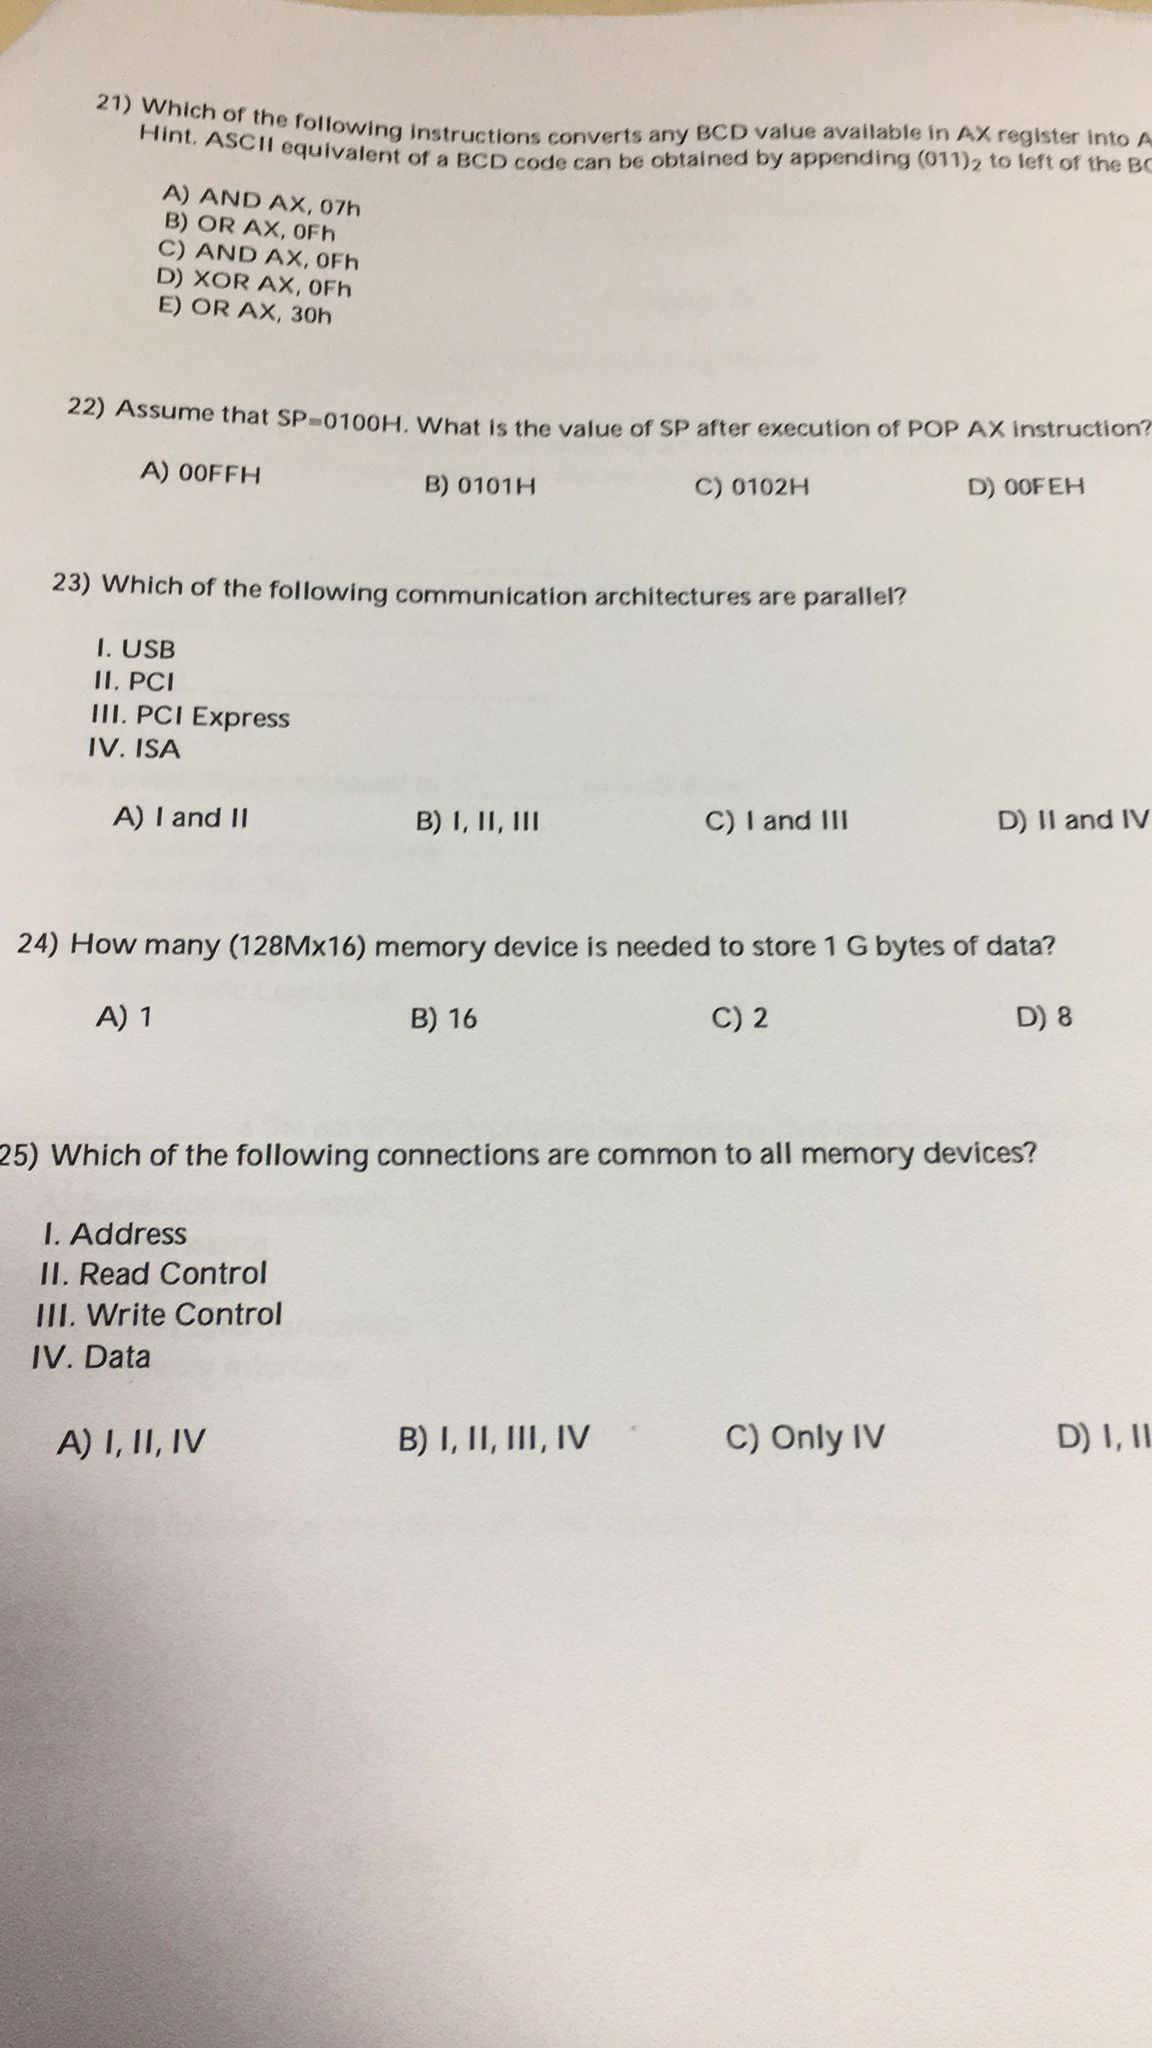 21) Which of the following instructions converts any BCD value available in AX register into A
Hint. ASCII equivalent of a BCD code can be obtained by appending (011)₂ to left of the BC
A) AND AX, 07h
B) OR AX, 0Fh
C) AND AX, 0Fh
D) XOR AX, 0Fh
E) OR AX, 30h
22) Assume that SP=0100H. What is the value of SP after execution of POP AX instruction?
A) 00FFH B) 0101H C) 0102H D) 00FEH
23) Which of the following communication architectures are parallel?
I. USB
II. PCI
III. PCI Express
IV. ISA
A) I and II B) I, II, III C) I and III D) II and IV
24) How many (128Mx16) memory device is needed to store 1 G bytes of data?
A) 1 B) 16 C) 2 D) 8
25) Which of the following connections are common to all memory devices?
I. Address
II. Read Control
III. Write Control
IV. Data
A) I, II, IV B) I, II, III, IV C) Only IV D) I, II